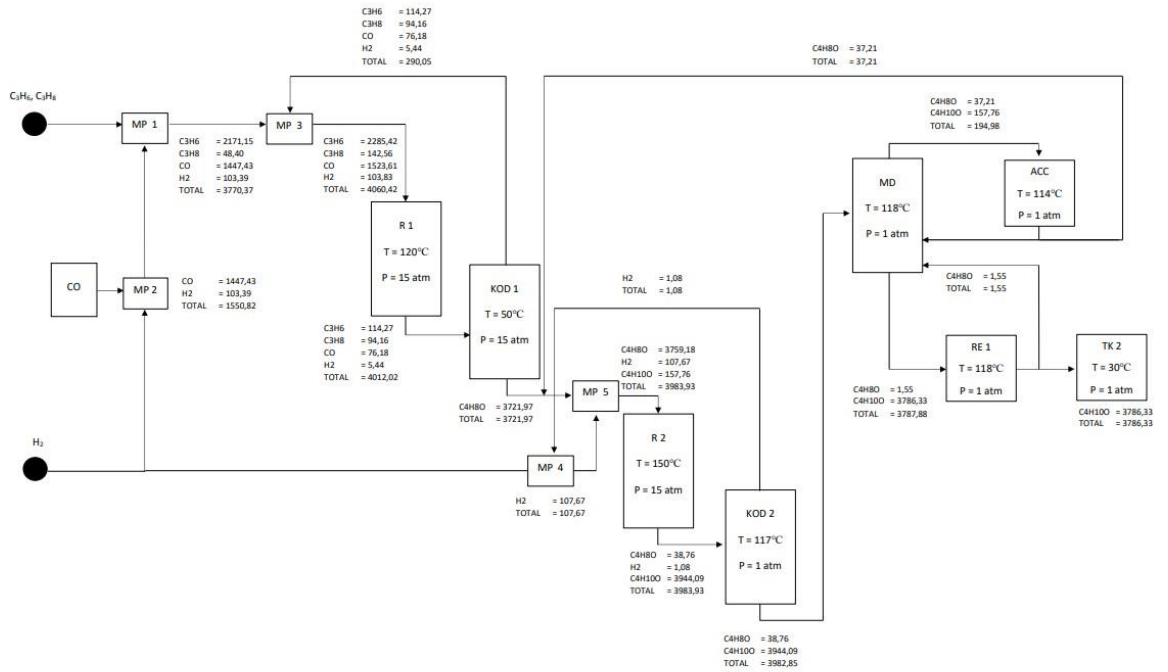 C3H6 = 114,27
C3H8 = 94,16
CO = 76,18
H2 = 5,44
TOTAL = 290,05
C4H8O = 37,21
TOTAL = 37,21
C₃H₆, C₃H₈
MP 1
MP 3
C3H6 = 2171,15
C3H8 = 48,40
CO = 1447,43
H2 = 103,39
TOTAL = 3770,37
C3H6 = 2285,42
C3H8 = 142,56
CO = 1523,61
H2 = 103,83
TOTAL = 4060,42
C4H8O = 37,21
C4H10O = 157,76
TOTAL = 194,98
MD
T = 118℃
P = 1 atm
ACC
T = 114℃
P = 1 atm
R 1
T = 120℃
P = 15 atm
CO
MP 2
CO = 1447,43
H2 = 103,39
TOTAL = 1550,82
KOD 1
T = 50℃
P = 15 atm
H2 = 1,08
TOTAL = 1,08
C4H8O = 1,55
TOTAL = 1,55
C3H6 = 114,27
C3H8 = 94,16
CO = 76,18
H2 = 5,44
TOTAL = 4012,02
C4H8O = 3759,18
H2 = 107,67
C4H10O = 157,76
TOTAL = 3983,93
RE 1
T = 118℃
P = 1 atm
TK 2
T = 30℃
P = 1 atm
C4H8O = 3721,97
TOTAL = 3721,97
MP 5
C4H8O = 1,55
C4H10O = 3786,33
TOTAL = 3787,88
C4H10O = 3786,33
TOTAL = 3786,33
R 2
T = 150℃
P = 15 atm
H₂
MP 4
H2 = 107,67
TOTAL = 107,67
KOD 2
T = 117℃
P = 1 atm
C4H8O = 38,76
H2 = 1,08
C4H10O = 3944,09
TOTAL = 3983,93
C4H8O = 38,76
C4H10O = 3944,09
TOTAL = 3982,85